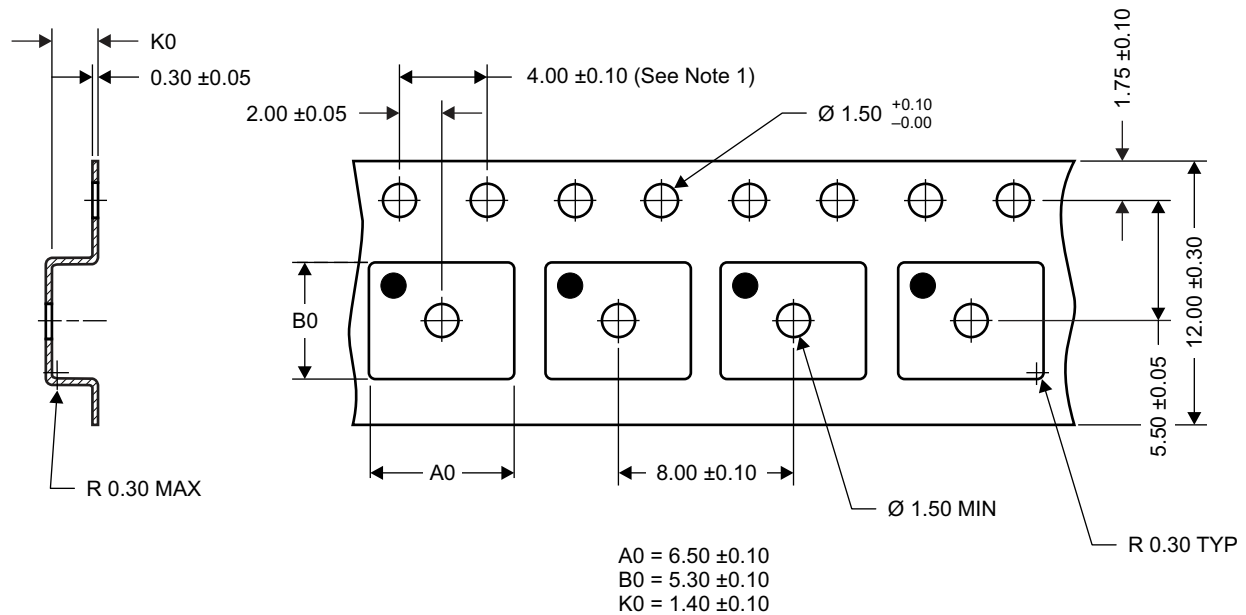 K0
0.30 ±0.05
4.00 ±0.10 (See Note 1)
2.00 ±0.05
Ø 1.50 +0.10 –0.00
1.75 ±0.10
12.00 ±0.30
5.50 ±0.05
B0
A0
8.00 ±0.10
R 0.30 MAX
Ø 1.50 MIN
R 0.30 TYP
A0 = 6.50 ±0.10
B0 = 5.30 ±0.10
K0 = 1.40 ±0.10